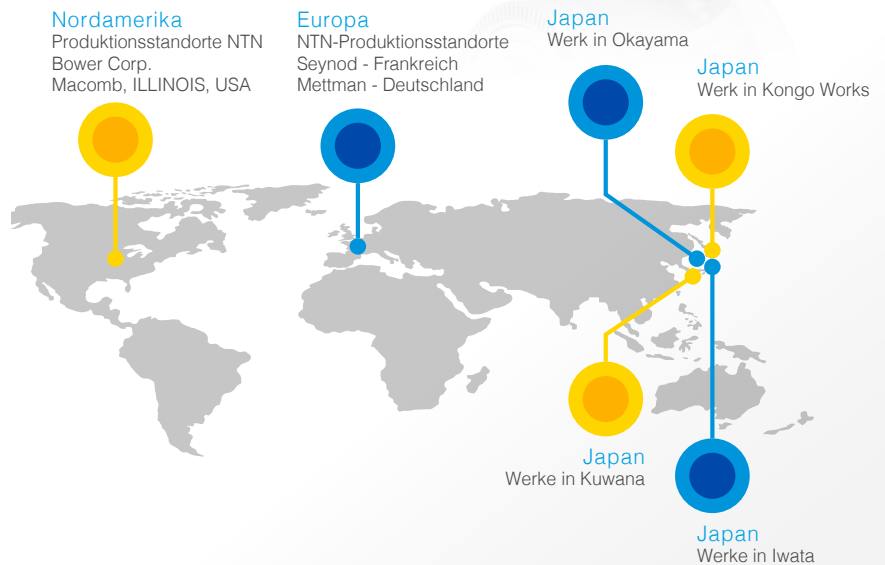 Nordamerika
Produktionsstandorte NTN
Bower Corp.
Macomb, ILLINOIS, USA
Europa
NTN-Produktionsstandorte
Seynod - Frankreich
Mettman - Deutschland
Japan
Werk in Okayama
Japan
Werk in Kongo Works
Japan
Werke in Kuwana
Japan
Werke in Iwata